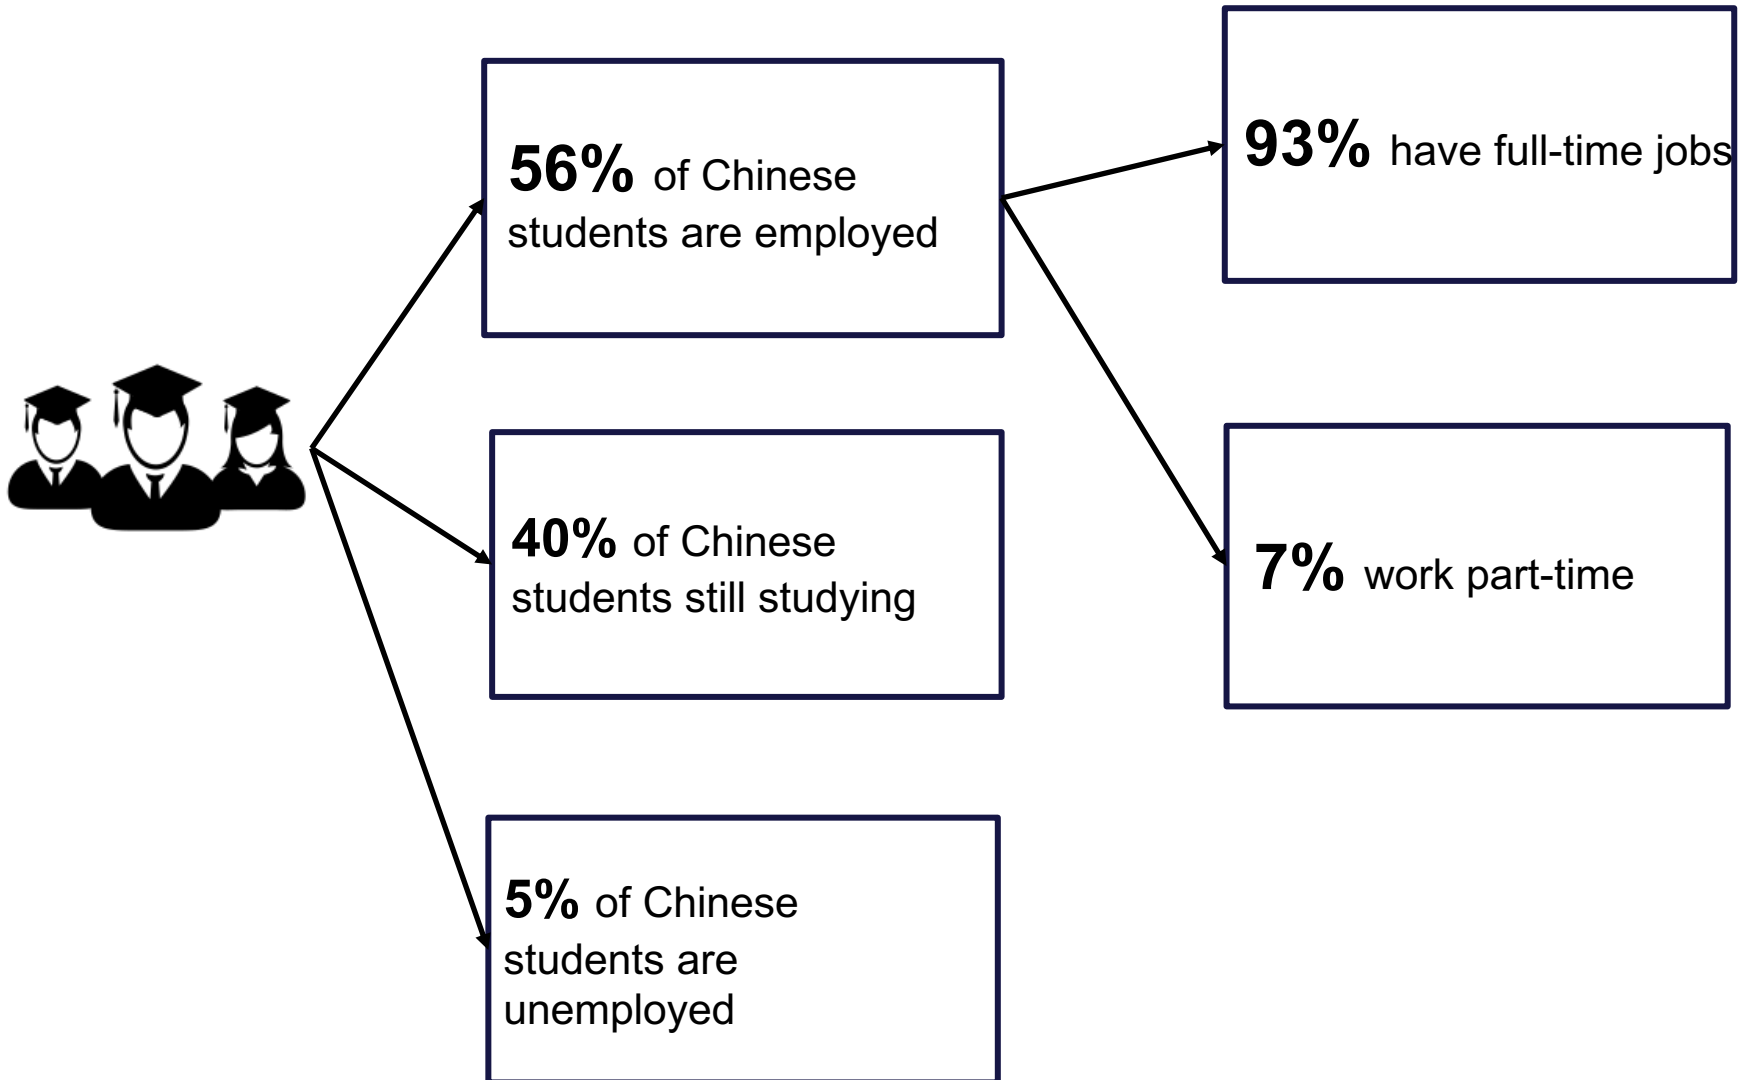 56% of Chinese
students are employed
93% have full-time jobs
40% of Chinese
students still studying
7% work part-time
5% of Chinese
students are
unemployed